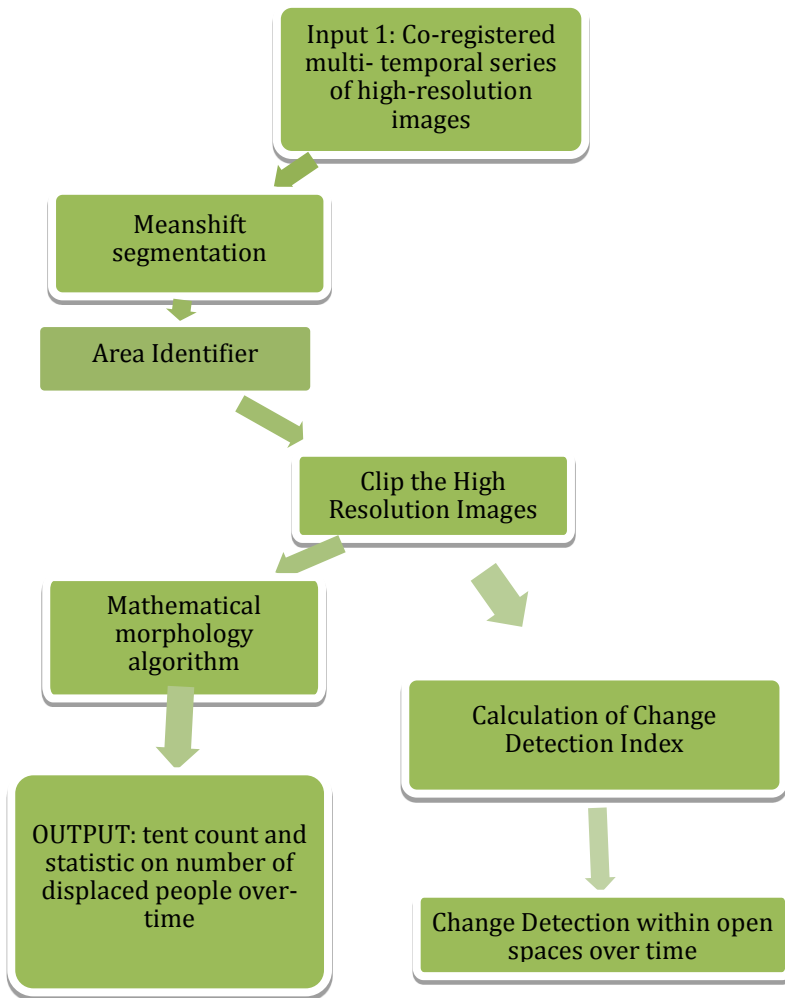 Input 1: Co-registered
multi- temporal series
of high-resolution
images
Meanshift
segmentation
Area Identifier
Clip the High
Resolution Images
Mathematical
morphology
algorithm
Calculation of Change
Detection Index
OUTPUT: tent count and
statistic on number of
displaced people over-
time
Change Detection within open
spaces over time